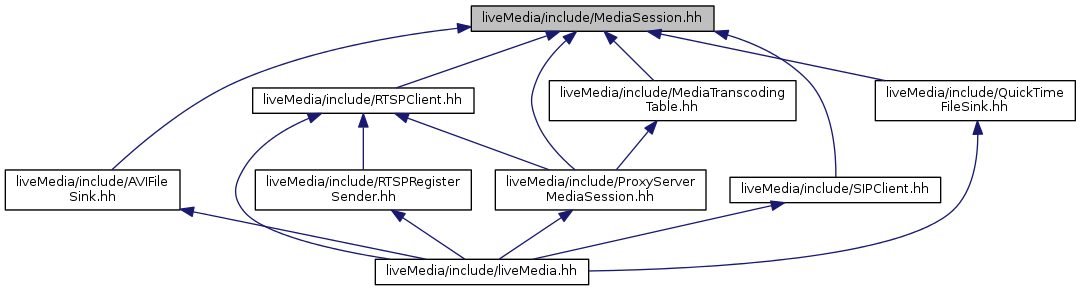 liveMedia/include/MediaSession.hh
liveMedia/include/RTSPClient.hh
liveMedia/include/MediaTranscoding
Table.hh
liveMedia/include/QuickTime
FileSink.hh
liveMedia/include/AVIFile
Sink.hh
liveMedia/include/RTSPRegister
Sender.hh
liveMedia/include/ProxyServer
MediaSession.hh
liveMedia/include/SIPClient.hh
liveMedia/include/liveMedia.hh